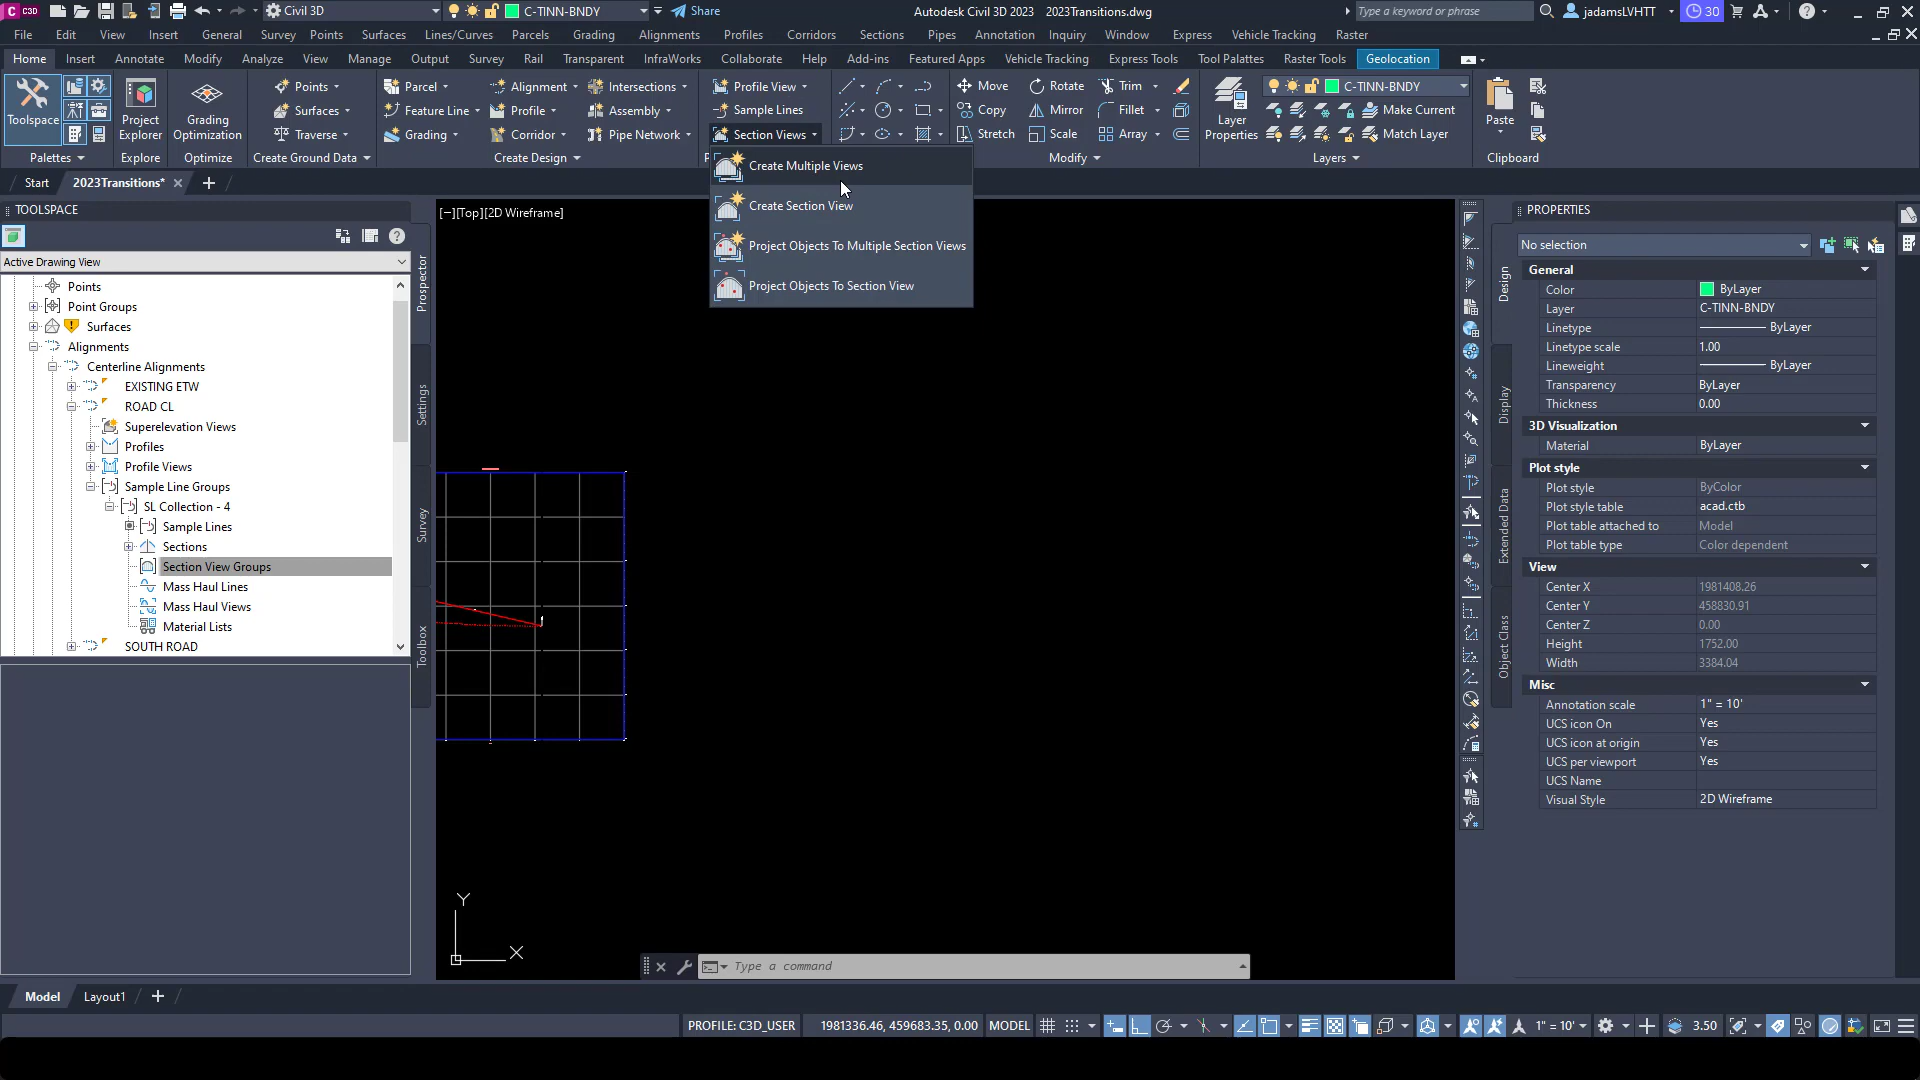 C3D Civil 3D C-TINN-BNDY Share Autodesk Civil 3D 2023 2023Transitions.dwg Type a keyword or phrase jadamsLVHTT 30
File Edit View Insert General Survey Points Surfaces Lines/Curves Parcels Grading Alignments Profiles Corridors Sections Pipes Annotation Inquiry Window Express Vehicle Tracking Raster
Home Insert Annotate Modify Analyze View Manage Output Survey Rail Transparent InfraWorks Collaborate Help Add-ins Featured Apps Vehicle Tracking Express Tools Tool Palettes Raster Tools Geolocation
Points Parcel Alignment Intersections Profile View Move Rotate Trim C-TINN-BNDY
Surfaces Feature Line Profile Assembly Sample Lines Copy Mirror Fillet Make Current
Traverse Grading Corridor Pipe Network Section Views Stretch Scale Array Match Layer
Toolspace
Project Explorer
Grading Optimization
Layer Properties
Paste
Palettes Explore Optimize Create Ground Data Create Design Modify Layers Clipboard
Create Multiple Views
Create Section View
Project Objects To Multiple Section Views
Project Objects To Section View
Start 2023Transitions*
TOOLSPACE
Active Drawing View
Points
Point Groups
Surfaces
Alignments
Centerline Alignments
EXISTING ETW
ROAD CL
Superelevation Views
Profiles
Profile Views
Sample Line Groups
SL Collection - 4
Sample Lines
Sections
Section View Groups
Mass Haul Lines
Mass Haul Views
Material Lists
SOUTH ROAD
Prospector
Settings
Survey
Toolbox
[−][Top][2D Wireframe]
Y
X
Type a command
PROPERTIES
No selection
Design
Display
Extended Data
Object Class
General
Color ByLayer
Layer C-TINN-BNDY
Linetype ByLayer
Linetype scale 1.00
Lineweight ByLayer
Transparency ByLayer
Thickness 0.00
3D Visualization
Material ByLayer
Plot style
Plot style ByColor
Plot style table acad.ctb
Plot table attached to Model
Plot table type Color dependent
View
Center X 1981408.26
Center Y 458830.91
Center Z 0.00
Height 1752.00
Width 3384.04
Misc
Annotation scale 1" = 10'
UCS icon On Yes
UCS icon at origin Yes
UCS per viewport Yes
UCS Name
Visual Style 2D Wireframe
Model Layout1
PROFILE: C3D_USER 1981336.46, 459683.35, 0.00 MODEL 1" = 10' 3.50